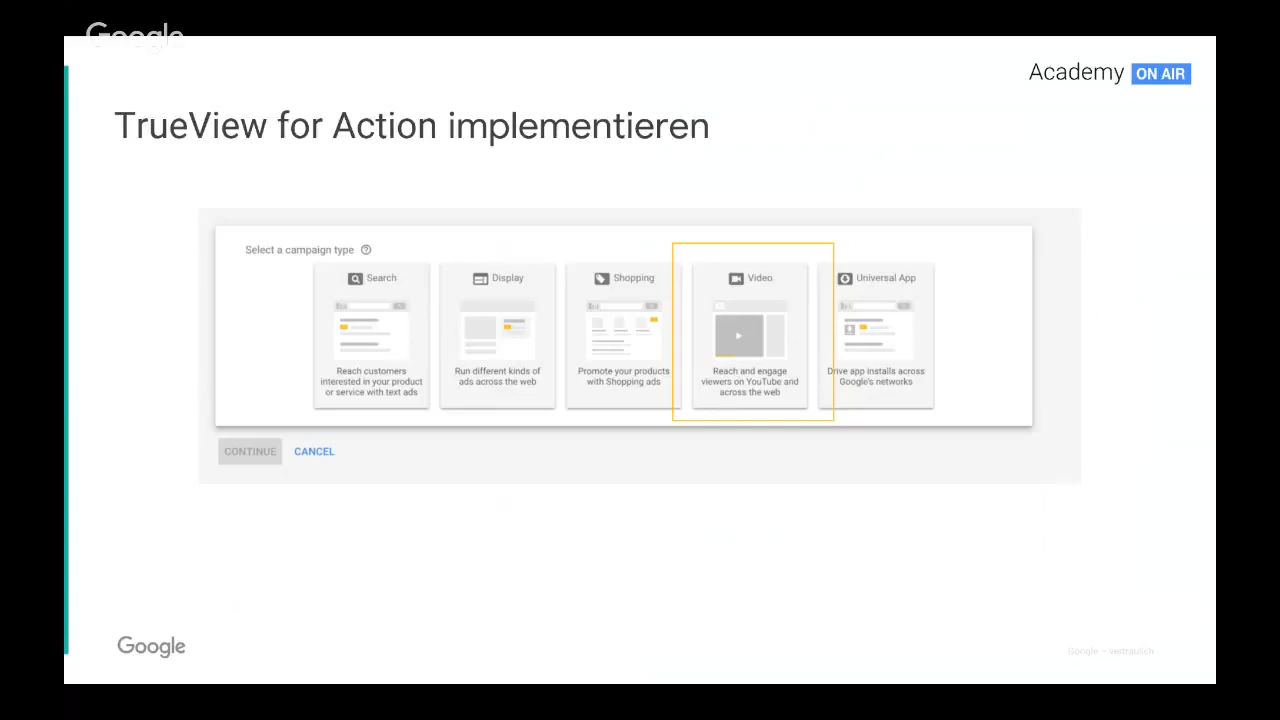 Google
Academy ON AIR
TrueView for Action implementieren
Select a campaign type
Search
Display
Shopping
Video
Universal App
Reach customers
interested in your product
or service with text ads
Run different kinds of
ads across the web
Promote your products
with Shopping ads
Reach and engage
viewers on YouTube and
across the web
Drive app installs across
Google's networks
CONTINUE CANCEL
Google
Google – vertraulich